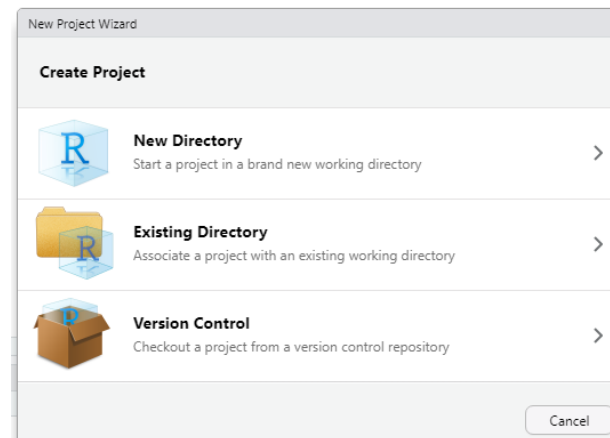 New Project Wizard
Create Project
R
New Directory
Start a project in a brand new working directory
R
Existing Directory
Associate a project with an existing working directory
R
Version Control
Checkout a project from a version control repository
Cancel